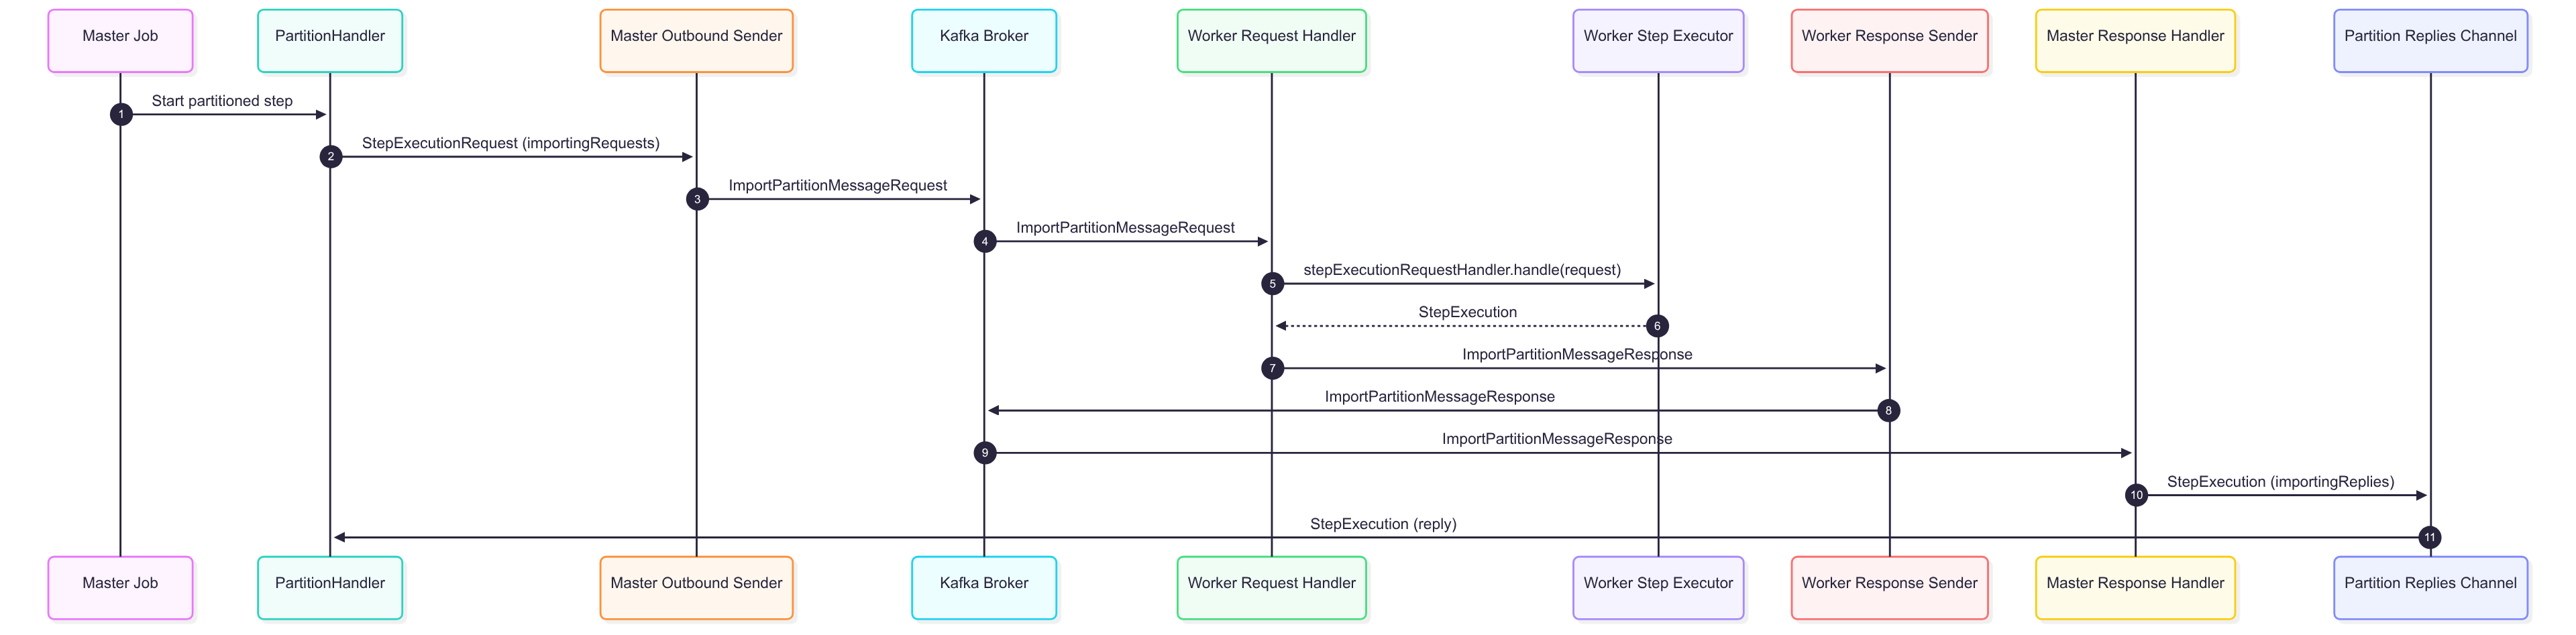 Master Job
PartitionHandler
Master Outbound Sender
Kafka Broker
Worker Request Handler
Worker Step Executor
Worker Response Sender
Master Response Handler
Partition Replies Channel
1
Start partitioned step
2
StepExecutionRequest (importingRequests)
3
ImportPartitionMessageRequest
4
ImportPartitionMessageRequest
5
stepExecutionRequestHandler.handle(request)
StepExecution
6
7
ImportPartitionMessageResponse
ImportPartitionMessageResponse
8
9
ImportPartitionMessageResponse
10
StepExecution (importingReplies)
StepExecution (reply)
11
Master Job
PartitionHandler
Master Outbound Sender
Kafka Broker
Worker Request Handler
Worker Step Executor
Worker Response Sender
Master Response Handler
Partition Replies Channel